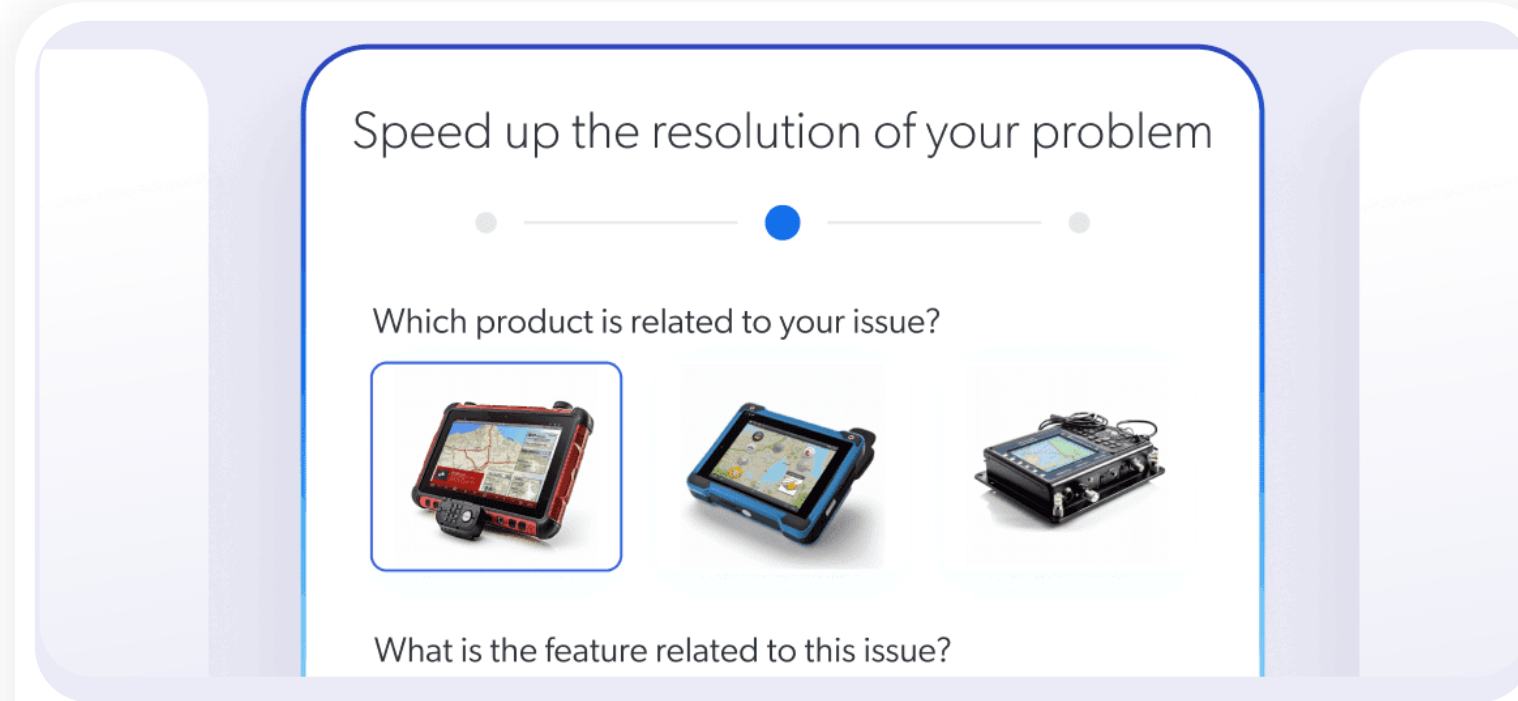 Speed up the resolution of your problem
Which product is related to your issue?
What is the feature related to this issue?